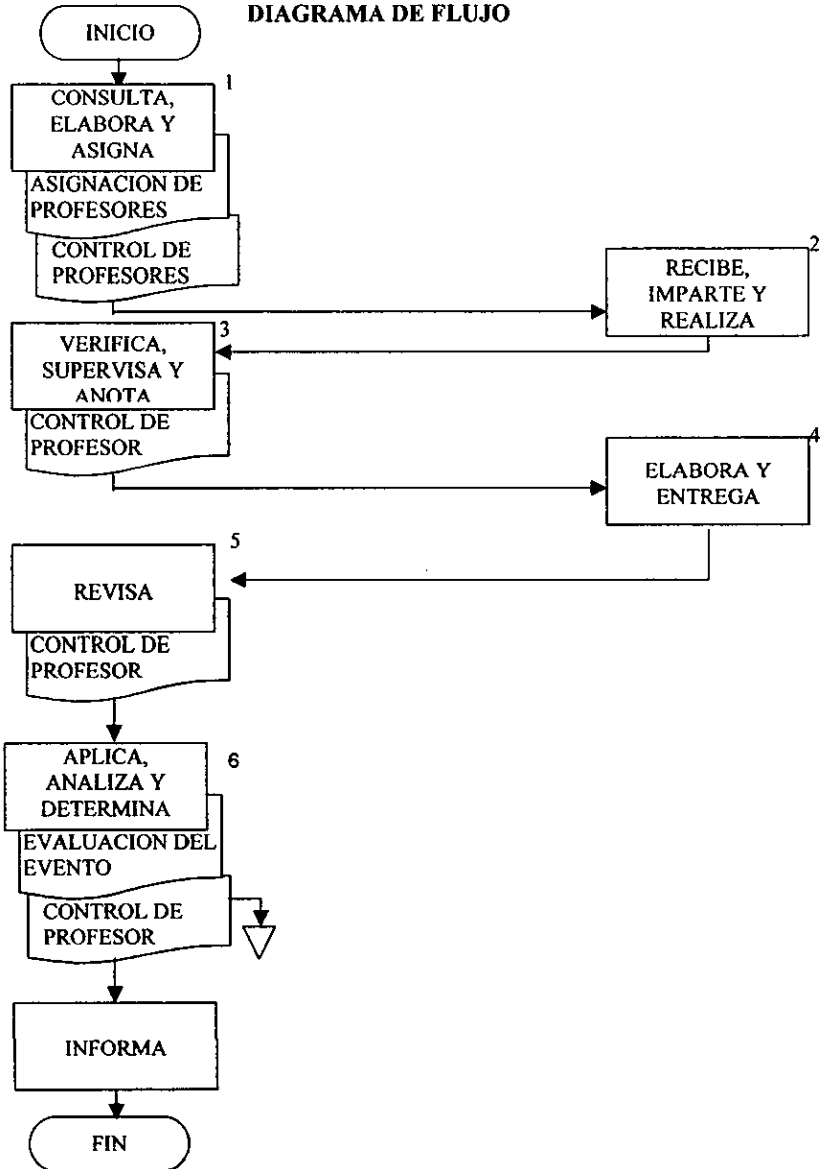 DIAGRAMA DE FLUJO
INICIO
1
CONSULTA,
ELABORA Y
ASIGNA
ASIGNACION DE
PROFESORES
CONTROL DE
PROFESORES
2
RECIBE,
IMPARTE Y
REALIZA
3
VERIFICA,
SUPERVISA Y
ANOTA
CONTROL DE
PROFESOR
4
ELABORA Y
ENTREGA
5
REVISA
CONTROL DE
PROFESOR
6
APLICA,
ANALIZA Y
DETERMINA
EVALUACION DEL
EVENTO
CONTROL DE
PROFESOR
INFORMA
FIN